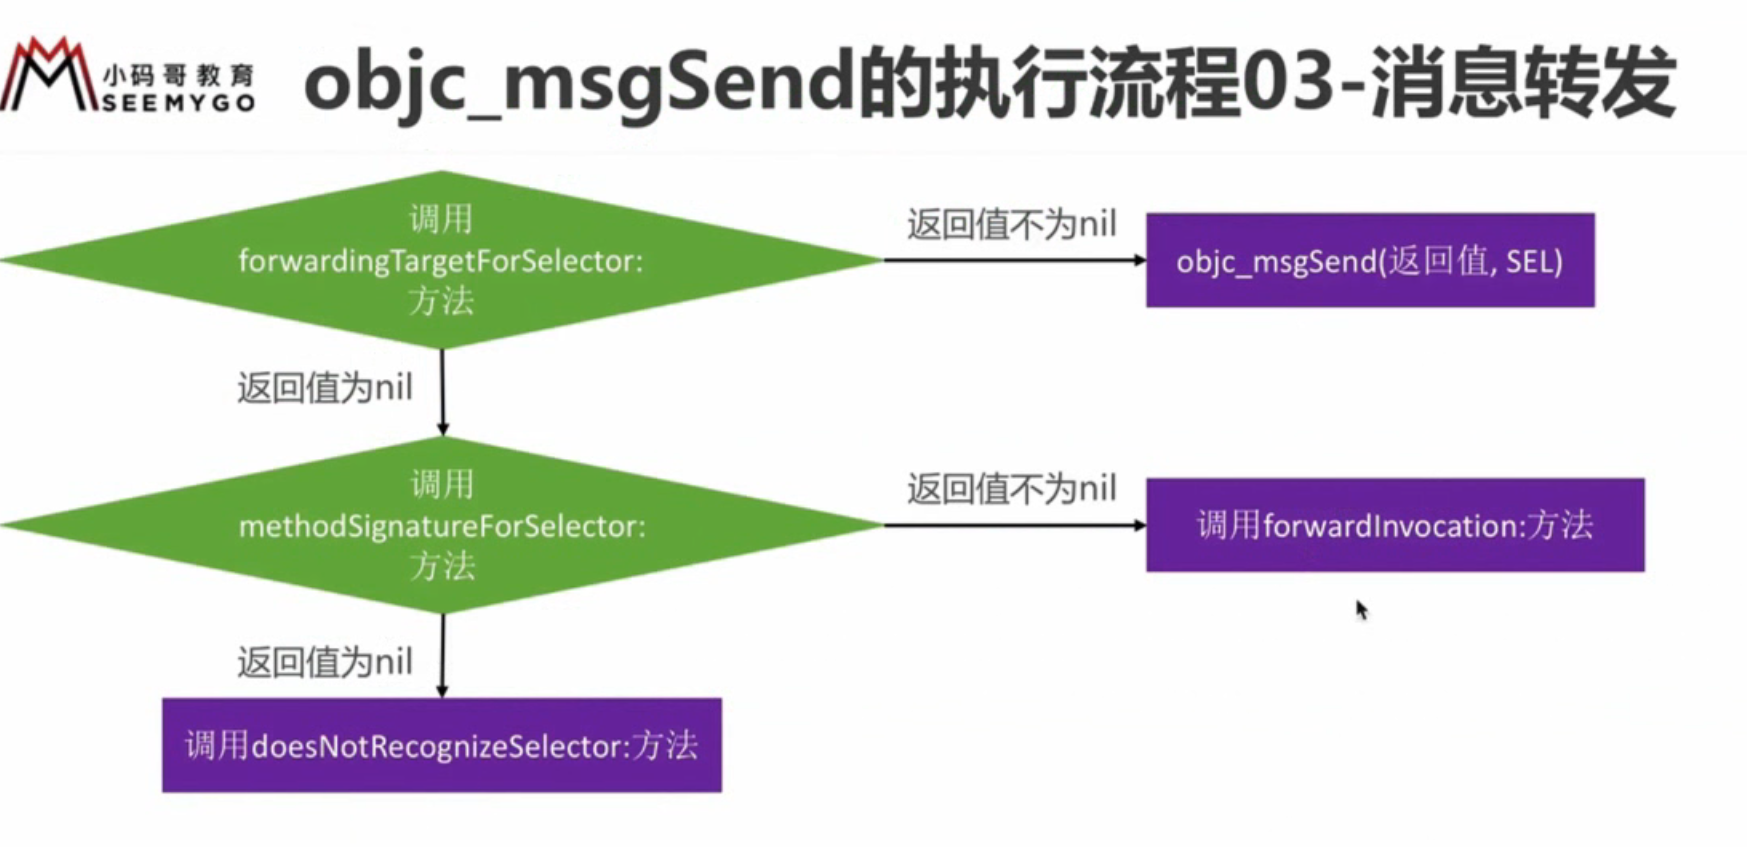 小码哥教育
SEEMYGO
objc_msgSend的执行流程03-消息转发
调用
forwardingTargetForSelector:
方法
返回值不为nil
objc_msgSend(返回值, SEL)
返回值为nil
调用
methodSignatureForSelector:
方法
返回值不为nil
调用forwardInvocation:方法
返回值为nil
调用doesNotRecognizeSelector:方法